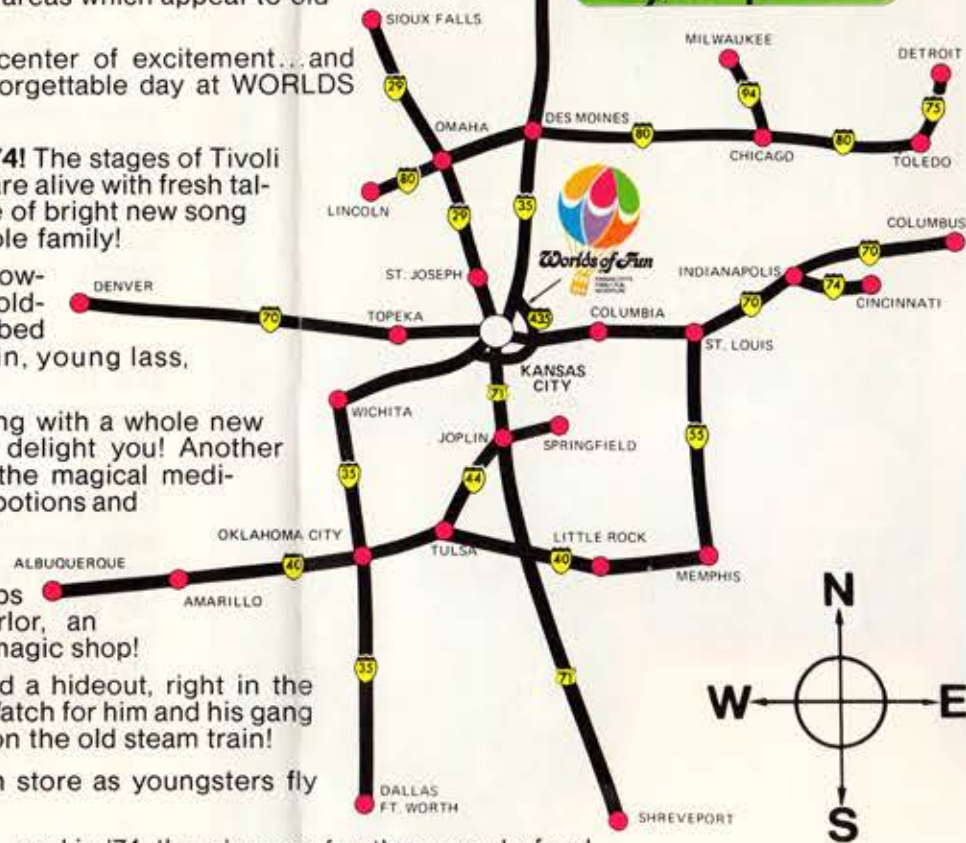 areas which appear to old
center of excitement...and
orgettable day at WORLDS
74! The stages of Tivoli
are alive with fresh tal-
e of bright new song
ole family!
ow-
old-
bed
in, young lass,
ng with a whole new
delight you! Another
the magical medi-
potions and
os
rlor, an
magic shop!
d a hideout, right in the
Watch for him and his gang
on the old steam train!
n store as youngsters fly
SIOUX FALLS
29
MILWAUKEE
94
DETROIT
75
OMAHA
DES MOINES
80
CHICAGO
80
TOLEDO
LINCOLN
80
29
35
Worlds of Fun
COLUMBUS
70
ST. JOSEPH
INDIANAPOLIS
74
CINCINNATI
DENVER
70
TOPEKA
435
COLUMBIA
70
ST. LOUIS
KANSAS
CITY
71
WICHITA
JOPLIN
SPRINGFIELD
55
35
44
OKLAHOMA CITY
TULSA
LITTLE ROCK
40
MEMPHIS
ALBUQUERQUE
40
AMARILLO
35
71
DALLAS
FT. WORTH
SHREVEPORT
N
W
E
S